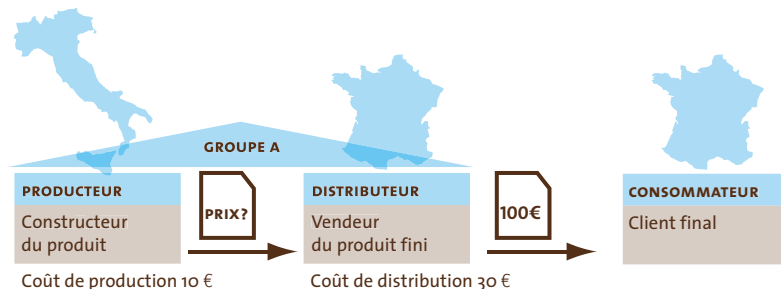 GROUPE A
PRODUCTEUR
Constructeur
du produit
Coût de production 10 €
PRIX?
DISTRIBUTEUR
Vendeur
du produit fini
Coût de distribution 30 €
100€
CONSOMMATEUR
Client final